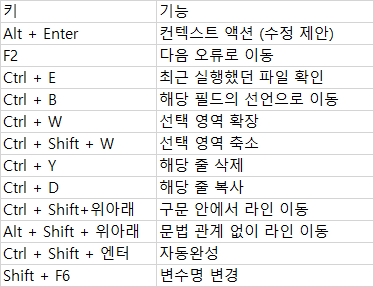 키 기능
Alt + Enter 컨텍스트 액션 (수정 제안)
F2 다음 오류로 이동
Ctrl + E 최근 실행했던 파일 확인
Ctrl + B 해당 필드의 선언으로 이동
Ctrl + W 선택 영역 확장
Ctrl + Shift + W 선택 영역 축소
Ctrl + Y 해당 줄 삭제
Ctrl + D 해당 줄 복사
Ctrl + Shift+위아래 구문 안에서 라인 이동
Alt + Shift + 위아래 문법 관계 없이 라인 이동
Ctrl + Shift + 엔터 자동완성
Shift + F6 변수명 변경